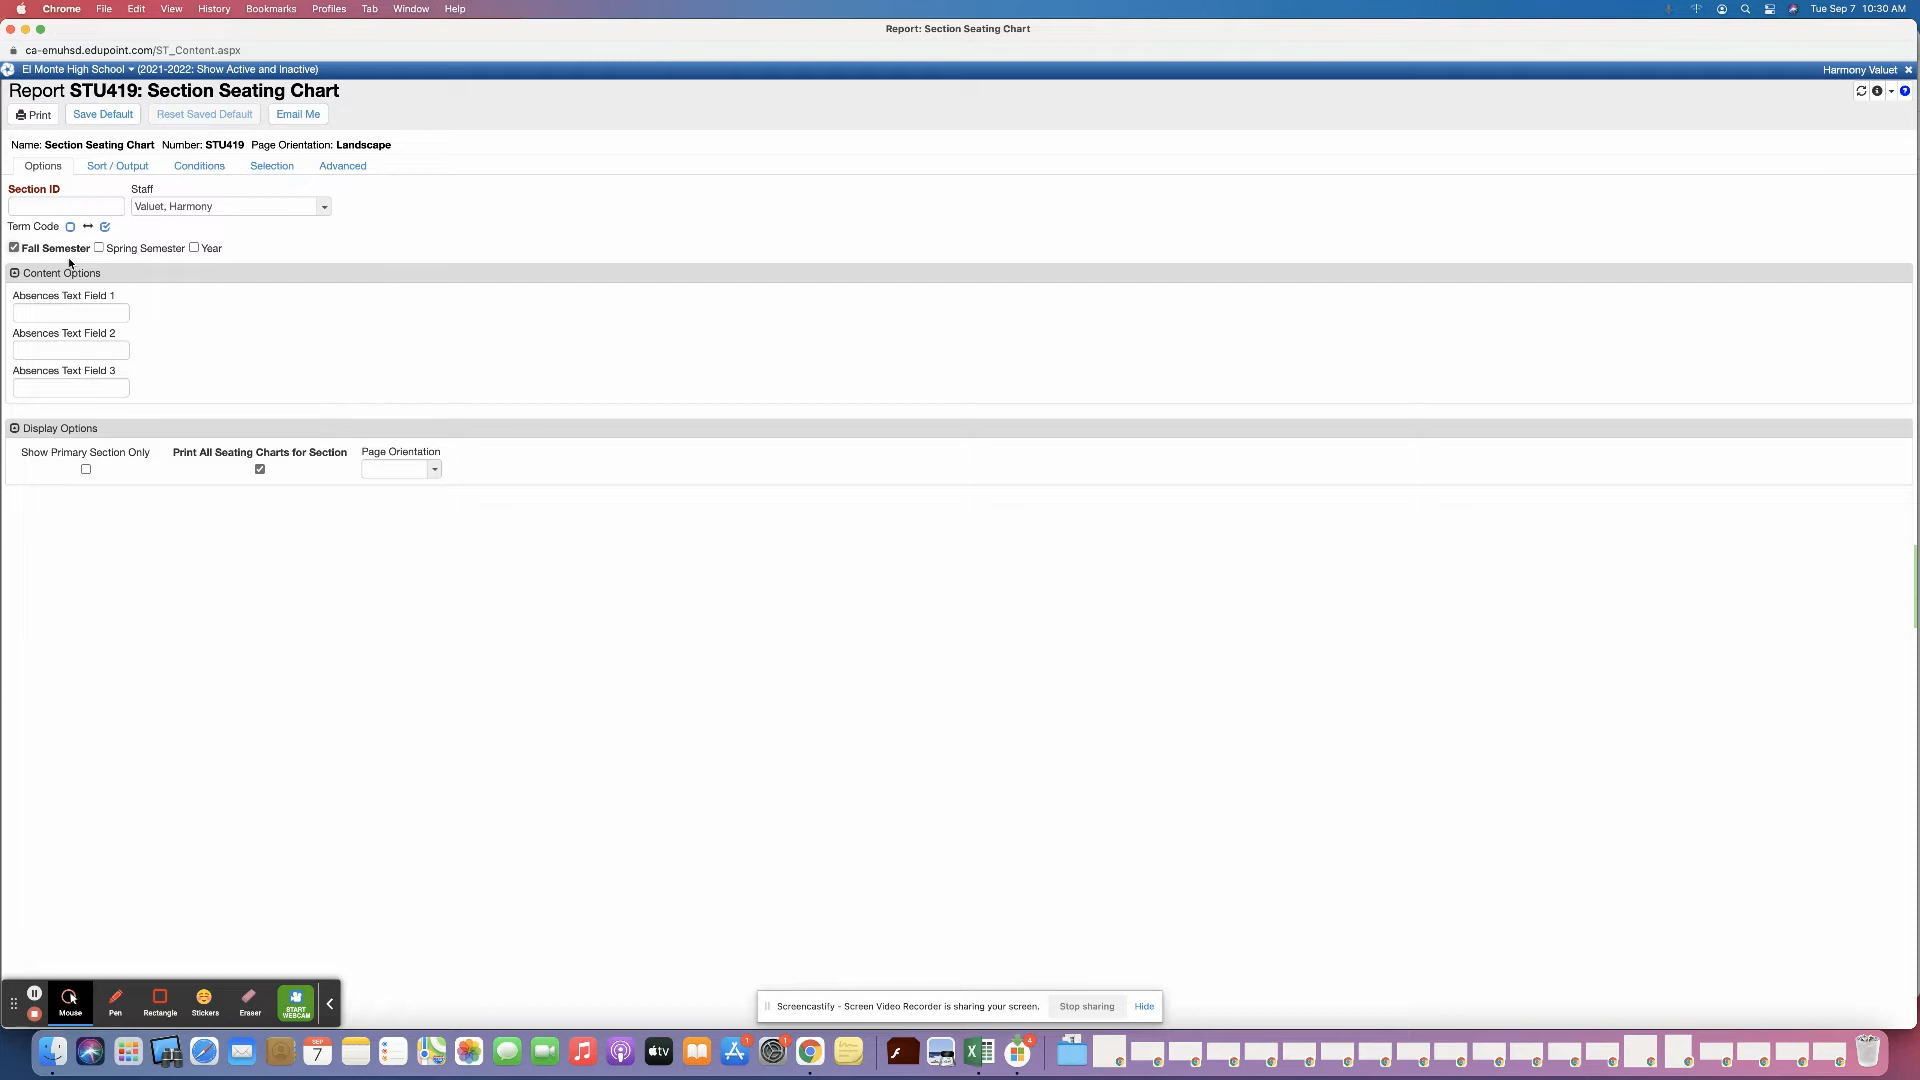 Chrome File Edit View History Bookmarks Profiles Tab Window Help Tue Sep 7 10:30 AM
Report: Section Seating Chart
ca-emuhsd.edupoint.com/ST_Content.aspx
El Monte High School (2021-2022: Show Active and Inactive) Harmony Valuet
Report STU419: Section Seating Chart
Print Save Default Reset Saved Default Email Me
Name: Section Seating Chart Number: STU419 Page Orientation: Landscape
Options Sort / Output Conditions Selection Advanced
Section ID Staff
Valuet, Harmony
Term Code
Fall Semester Spring Semester Year
Content Options
Absences Text Field 1
Absences Text Field 2
Absences Text Field 3
Display Options
Show Primary Section Only Print All Seating Charts for Section Page Orientation
Mouse Pen Rectangle Stickers Eraser START WEBCAM
Screencastify - Screen Video Recorder is sharing your screen. Stop sharing Hide
SEP
7
tv
1
1
4